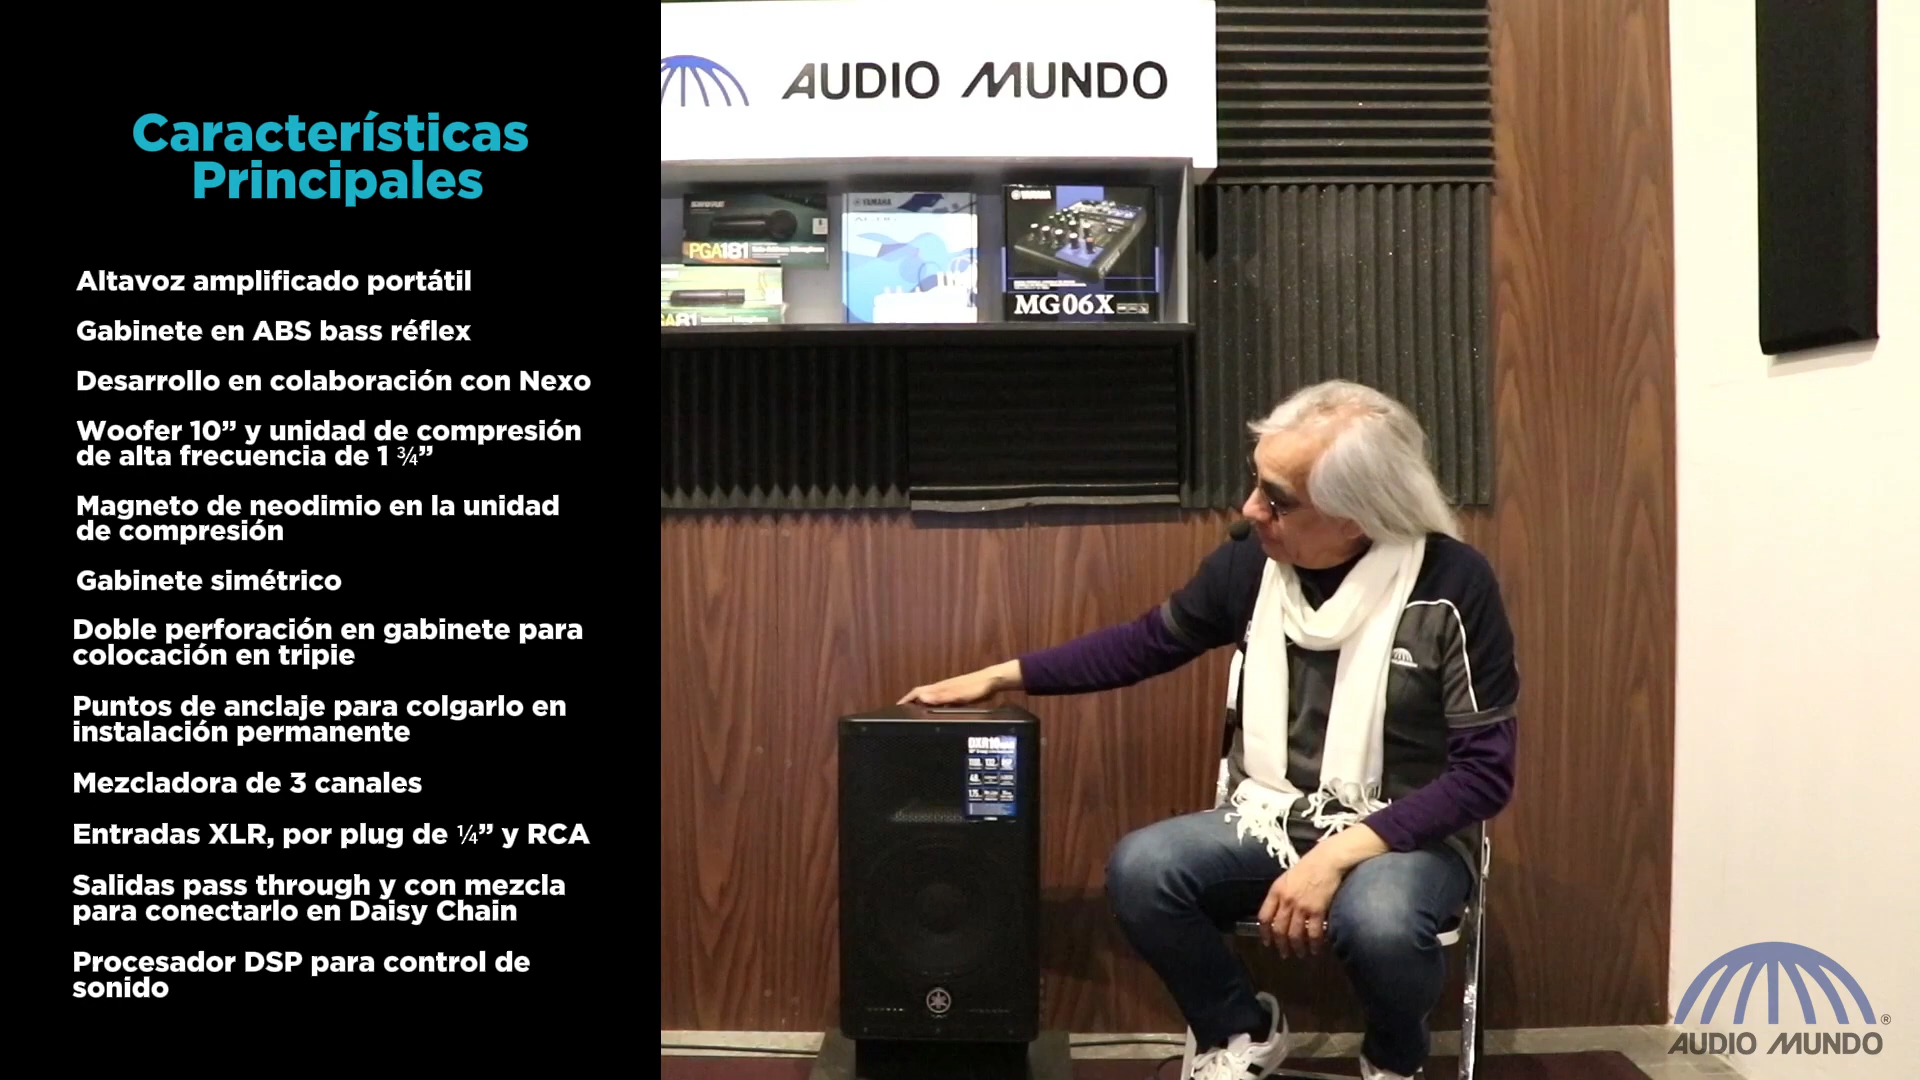 Características
Principales
Altavoz amplificado portátil
Gabinete en ABS bass réflex
Desarrollo en colaboración con Nexo
Woofer 10” y unidad de compresión
de alta frecuencia de 1 ¾”
Magneto de neodimio en la unidad
de compresión
Gabinete simétrico
Doble perforación en gabinete para
colocación en tripie
Puntos de anclaje para colgarlo en
instalación permanente
Mezcladora de 3 canales
Entradas XLR, por plug de ¼” y RCA
Salidas pass through y con mezcla
para conectarlo en Daisy Chain
Procesador DSP para control de
sonido
AUDIO MUNDO
SHURE
PGA181
YAMAHA
YAMAHA
MG06X
DXR10
AUDIO MUNDO ®